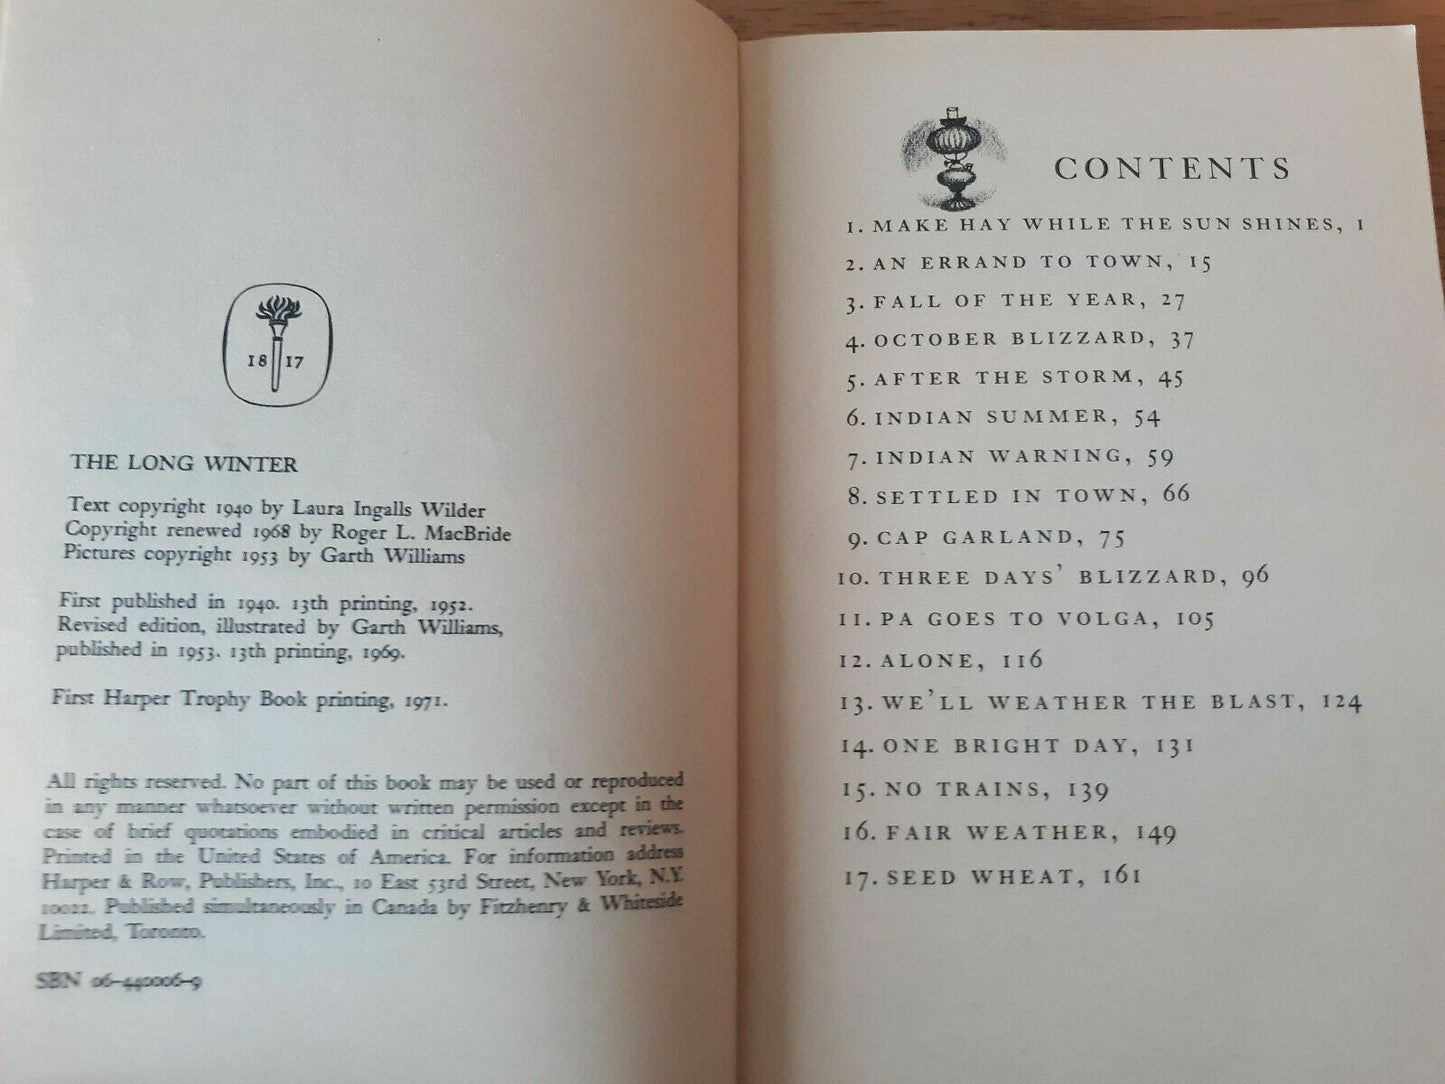 18 17
THE LONG WINTER
Text copyright 1940 by Laura Ingalls Wilder
Copyright renewed 1968 by Roger L. MacBride
Pictures copyright 1953 by Garth Williams
First published in 1940. 13th printing, 1952.
Revised edition, illustrated by Garth Williams,
published in 1953. 13th printing, 1969.
First Harper Trophy Book printing, 1971.
All rights reserved. No part of this book may be used or reproduced
in any manner whatsoever without written permission except in the
case of brief quotations embodied in critical articles and reviews.
Printed in the United States of America. For information address
Harper & Row, Publishers, Inc., 10 East 53rd Street, New York, N.Y.
10022. Published simultaneously in Canada by Fitzhenry & Whiteside
Limited, Toronto.
SBN 06-440006-9
CONTENTS
1. MAKE HAY WHILE THE SUN SHINES, 1
2. AN ERRAND TO TOWN, 15
3. FALL OF THE YEAR, 27
4. OCTOBER BLIZZARD, 37
5. AFTER THE STORM, 45
6. INDIAN SUMMER, 54
7. INDIAN WARNING, 59
8. SETTLED IN TOWN, 66
9. CAP GARLAND, 75
10. THREE DAYS' BLIZZARD, 96
11. PA GOES TO VOLGA, 105
12. ALONE, 116
13. WE'LL WEATHER THE BLAST, 124
14. ONE BRIGHT DAY, 131
15. NO TRAINS, 139
16. FAIR WEATHER, 149
17. SEED WHEAT, 161